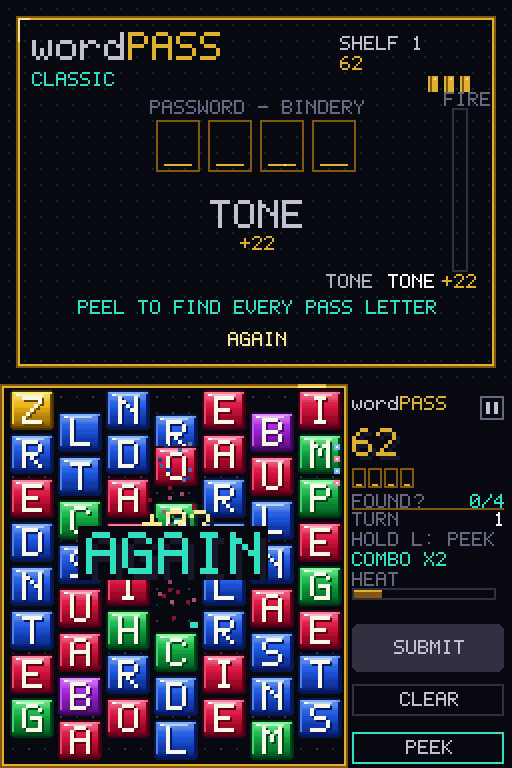 wordPASS
SHELF 1
62
CLASSIC
FIRE
PASSWORD - BINDERY
TONE
+22
TONE TONE +22
PEEL TO FIND EVERY PASS LETTER
AGAIN
wordPASS
62
FOUND? 0/4
TURN 1
HOLD L: PEEK
COMBO X2
HEAT
SUBMIT
CLEAR
PEEK
Z N E I
L R B
R D A M
T O U
E A R P
D E
AGAIN
N I L G
U A
T H R E
A C S
E R I T
B D N
G O E S
A L M